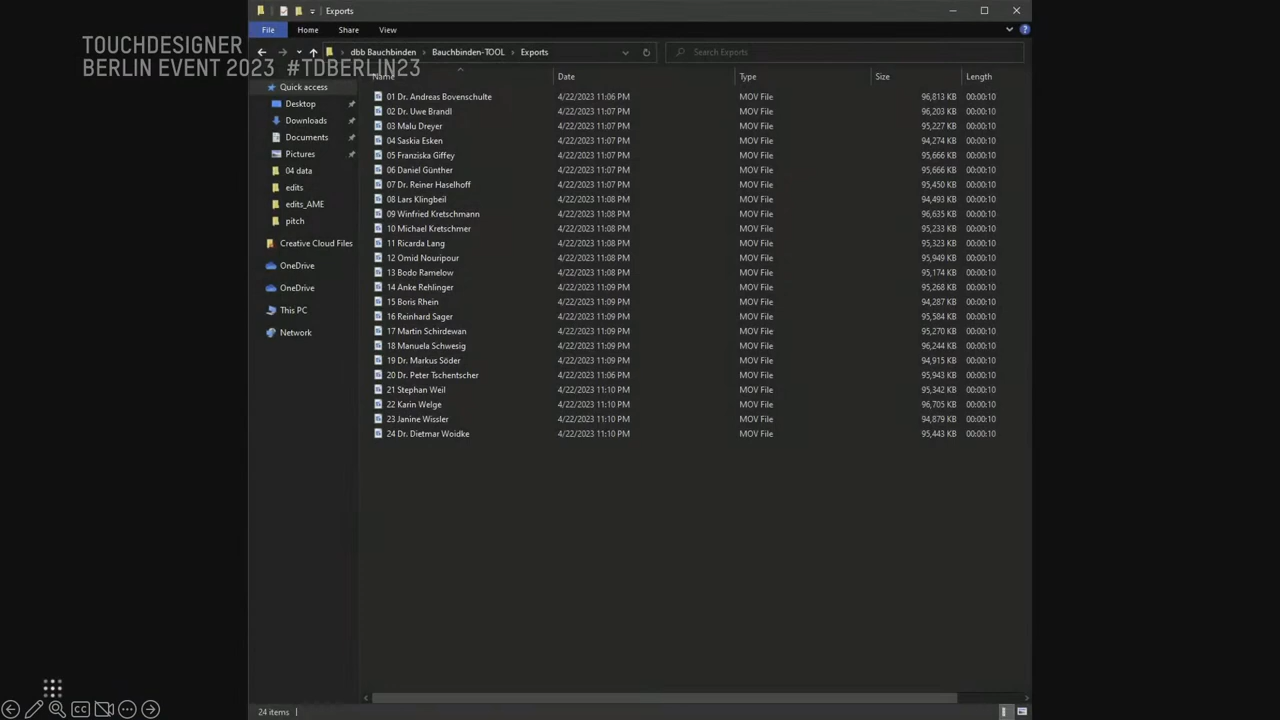 Exports
File Home Share View
TOUCHDESIGNER
BERLIN EVENT 2023 #TDBERLIN23
dbb Bauchbinden Bauchbinden-TOOL Exports Search Exports
Name Date Type Size Length
Quick access
Desktop
Downloads
Documents
Pictures
04 data
edits
edits_AME
pitch
Creative Cloud Files
OneDrive
OneDrive
This PC
Network
01 Dr. Andreas Bovenschulte 4/22/2023 11:06 PM MOV File 96,813 KB 00:00:10
02 Dr. Uwe Brandl 4/22/2023 11:07 PM MOV File 96,203 KB 00:00:10
03 Malu Dreyer 4/22/2023 11:07 PM MOV File 95,227 KB 00:00:10
04 Saskia Esken 4/22/2023 11:07 PM MOV File 94,274 KB 00:00:10
05 Franziska Giffey 4/22/2023 11:07 PM MOV File 95,666 KB 00:00:10
06 Daniel Günther 4/22/2023 11:07 PM MOV File 95,666 KB 00:00:10
07 Dr. Reiner Haselhoff 4/22/2023 11:07 PM MOV File 95,450 KB 00:00:10
08 Lars Klingbeil 4/22/2023 11:08 PM MOV File 94,493 KB 00:00:10
09 Winfried Kretschmann 4/22/2023 11:08 PM MOV File 96,635 KB 00:00:10
10 Michael Kretschmer 4/22/2023 11:08 PM MOV File 95,233 KB 00:00:10
11 Ricarda Lang 4/22/2023 11:08 PM MOV File 95,323 KB 00:00:10
12 Omid Nouripour 4/22/2023 11:08 PM MOV File 95,949 KB 00:00:10
13 Bodo Ramelow 4/22/2023 11:08 PM MOV File 95,174 KB 00:00:10
14 Anke Rehlinger 4/22/2023 11:09 PM MOV File 95,268 KB 00:00:10
15 Boris Rhein 4/22/2023 11:09 PM MOV File 94,287 KB 00:00:10
16 Reinhard Sager 4/22/2023 11:09 PM MOV File 95,584 KB 00:00:10
17 Martin Schirdewan 4/22/2023 11:09 PM MOV File 95,270 KB 00:00:10
18 Manuela Schwesig 4/22/2023 11:09 PM MOV File 96,244 KB 00:00:10
19 Dr. Markus Söder 4/22/2023 11:09 PM MOV File 94,915 KB 00:00:10
20 Dr. Peter Tschentscher 4/22/2023 11:06 PM MOV File 95,943 KB 00:00:10
21 Stephan Weil 4/22/2023 11:10 PM MOV File 95,342 KB 00:00:10
22 Karin Welge 4/22/2023 11:10 PM MOV File 96,705 KB 00:00:10
23 Janine Wissler 4/22/2023 11:10 PM MOV File 94,879 KB 00:00:10
24 Dr. Dietmar Woidke 4/22/2023 11:10 PM MOV File 95,443 KB 00:00:10
CC
24 items